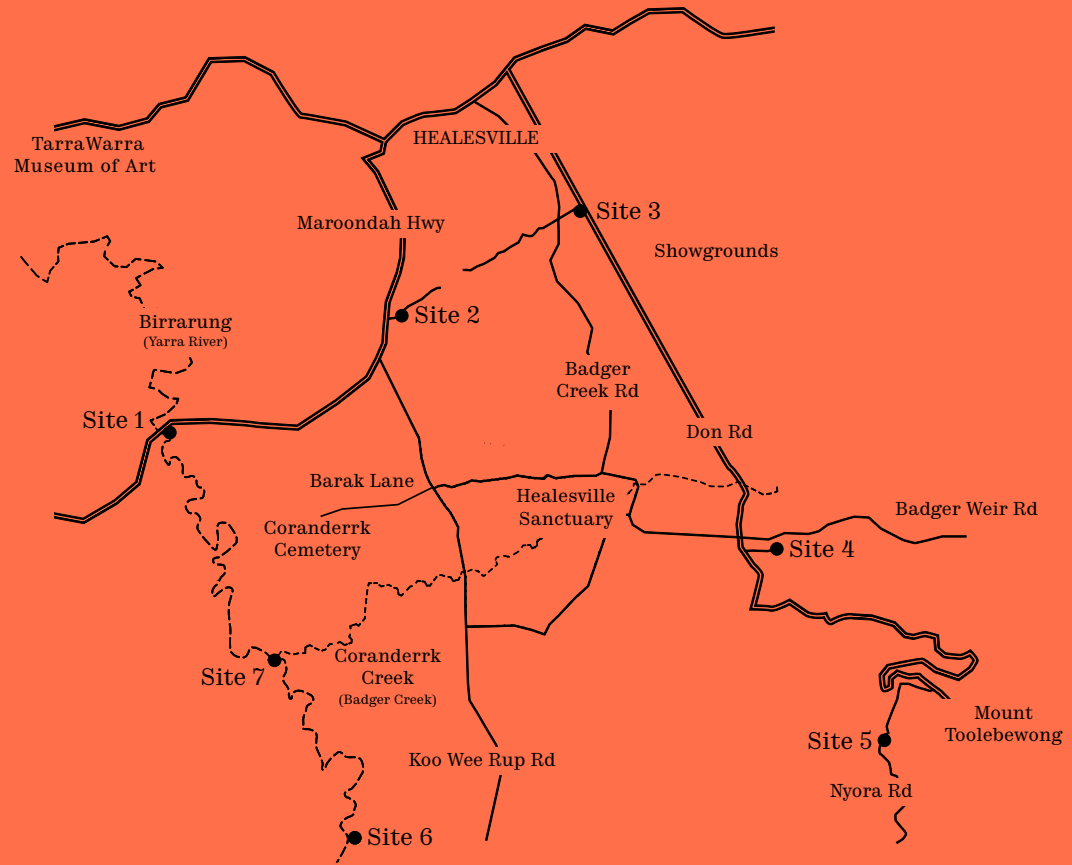 HEALESVILLE
TarraWarra
Museum of Art
Site 3
Maroondah Hwy
Showgrounds
Site 2
Birrarung
(Yarra River)
Badger
Creek Rd
Site 1
Don Rd
Barak Lane
Healesville
Sanctuary
Badger Weir Rd
Coranderrk
Cemetery
Site 4
Coranderrk
Creek
(Badger Creek)
Site 7
Mount
Toolebewong
Site 5
Koo Wee Rup Rd
Nyora Rd
Site 6